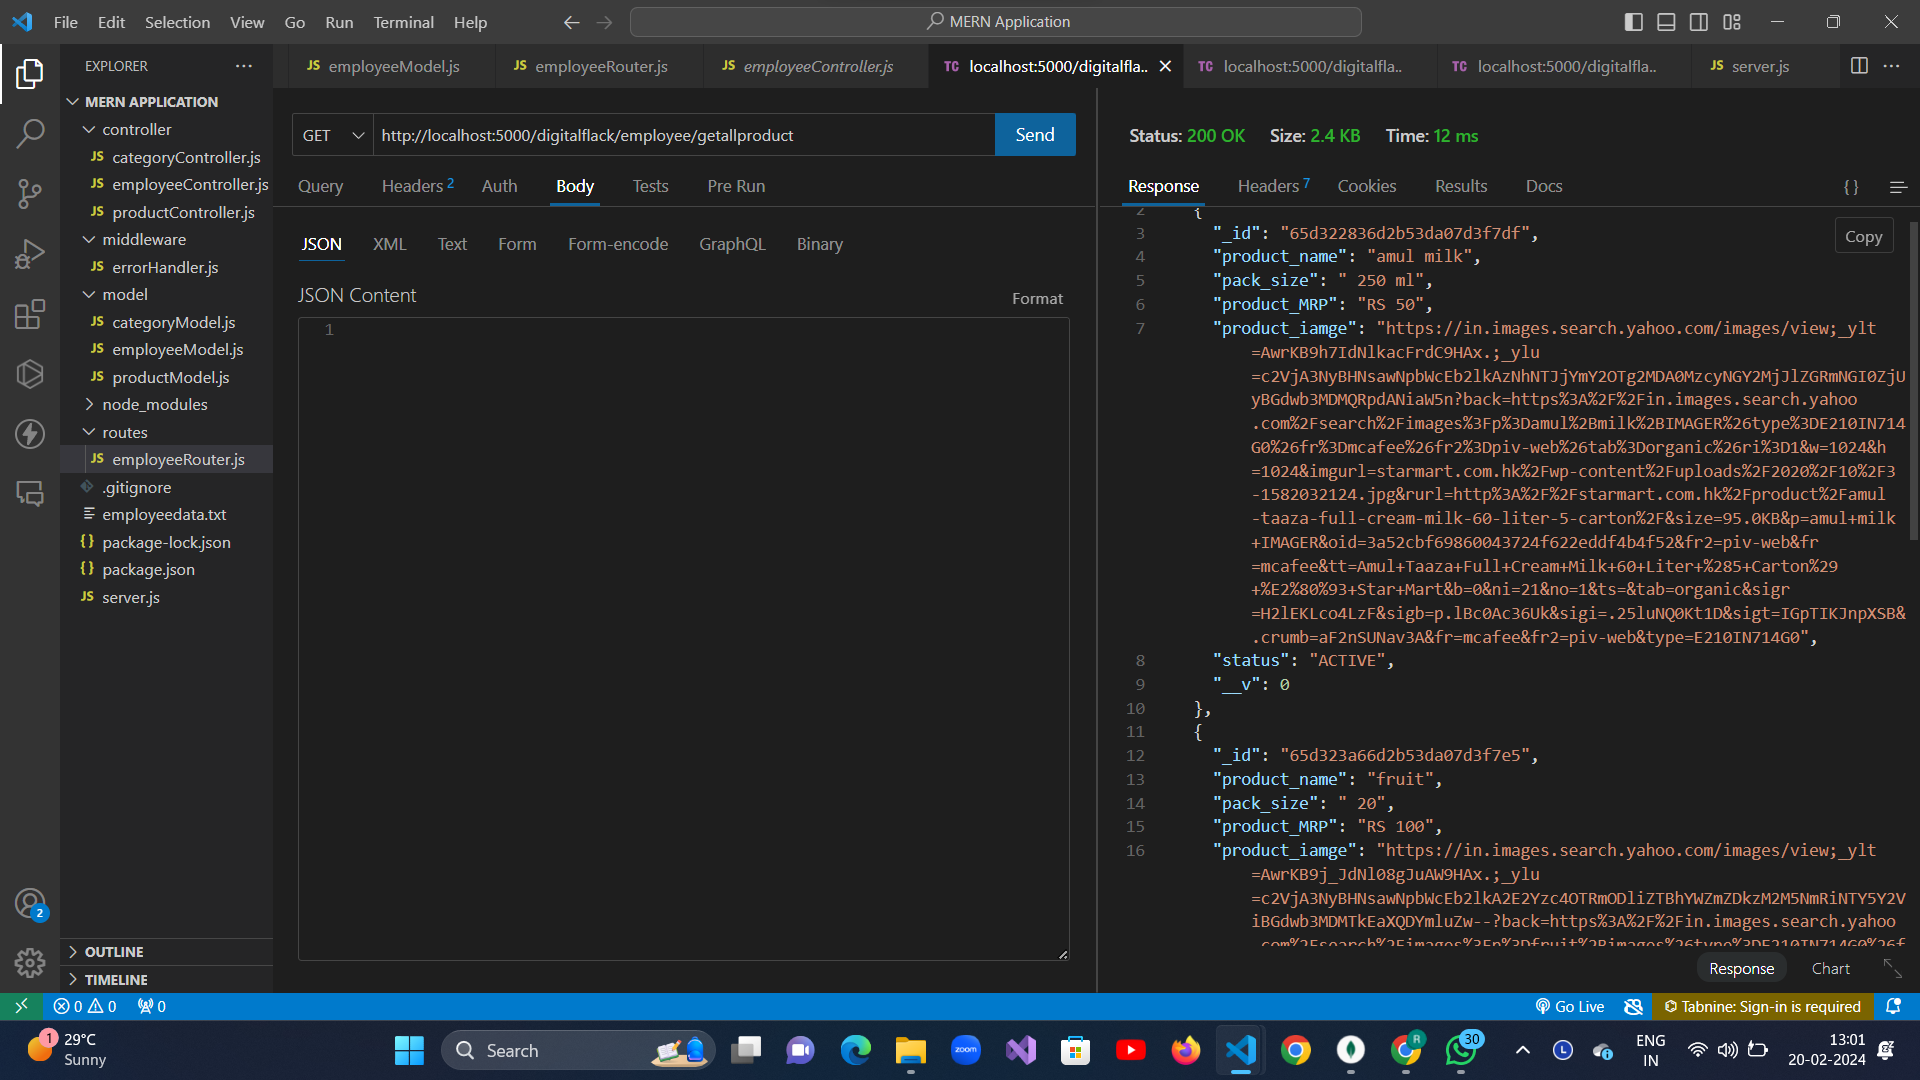 File Edit Selection View Go Run Terminal Help
MERN Application
EXPLORER
MERN APPLICATION
controller
JS categoryController.js
JS employeeController.js
JS productController.js
middleware
JS errorHandler.js
model
JS categoryModel.js
JS employeeModel.js
JS productModel.js
node_modules
routes
JS employeeRouter.js
.gitignore
employeedata.txt
{} package-lock.json
{} package.json
JS server.js
OUTLINE
TIMELINE
2
JS employeeModel.js
JS employeeRouter.js
JS employeeController.js
TC localhost:5000/digitalfla..
TC localhost:5000/digitalfla..
TC localhost:5000/digitalfla..
JS server.js
GET http://localhost:5000/digitalflack/employee/getallproduct Send
Query Headers 2 Auth Body Tests Pre Run
JSON XML Text Form Form-encode GraphQL Binary
JSON Content
Format
1
Status: 200 OK Size: 2.4 KB Time: 12 ms
Response Headers 7 Cookies Results Docs {}
Copy
2 {
3 "_id": "65d322836d2b53da07d3f7df",
4 "product_name": "amul milk",
5 "pack_size": " 250 ml",
6 "product_MRP": "RS 50",
7 "product_iamge": "https://in.images.search.yahoo.com/images/view;_ylt
=AwrKB9h7IdNlkacFrdC9HAx.;_ylu
=c2VjA3NyBHNsawNpbWcEb2lkAzNhNTJjYmY2OTg2MDA0MzcyNGY2MjJlZGRmNGI0ZjU
yBGdwb3MDMQRpdANiaW5n?back=https%3A%2F%2Fin.images.search.yahoo
.com%2Fsearch%2Fimages%3Fp%3Damul%2Bmilk%2BIMAGER%26type%3DE210IN714
G0%26fr%3Dmcafee%26fr2%3Dpiv-web%26tab%3Dorganic%26ri%3D1&w=1024&h
=1024&imgurl=starmart.com.hk%2Fwp-content%2Fuploads%2F2020%2F10%2F3
-1582032124.jpg&rurl=http%3A%2F%2Fstarmart.com.hk%2Fproduct%2Famul
-taaza-full-cream-milk-60-liter-5-carton%2F&size=95.0KB&p=amul+milk
+IMAGER&oid=3a52cbf69860043724f622eddf4b4f52&fr2=piv-web&fr
=mcafee&tt=Amul+Taaza+Full+Cream+Milk+60+Liter+%285+Carton%29
+%E2%80%93+Star+Mart&b=0&ni=21&no=1&ts=&tab=organic&sigr
=H2lEKLco4LzF&sigb=p.lBc0Ac36Uk&sigi=.25luNQ0Kt1D&sigt=IGpTIKJnpXSB&
.crumb=aF2nSUNav3A&fr=mcafee&fr2=piv-web&type=E210IN714G0",
8 "status": "ACTIVE",
9 "__v": 0
10 },
11 {
12 "_id": "65d323a66d2b53da07d3f7e5",
13 "product_name": "fruit",
14 "pack_size": " 20",
15 "product_MRP": "RS 100",
16 "product_iamge": "https://in.images.search.yahoo.com/images/view;_ylt
=AwrKB9j_JdNl08gJuAW9HAx.;_ylu
=c2VjA3NyBHNsawNpbWcEb2lkA2E2Yzc4OTRmODliZTBhYWZmZDkzM2M5NmRiNTY5Y2V
iBGdwb3MDMTkEaXQDYmluZw--?back=https%3A%2F%2Fin.images.search.yahoo
.com%2Fsearch%2Fimages%3Fp%3Dfruit%2Bimages%26type%3DE210IN714G0%26f
Response Chart
0 0 0
Go Live
Tabnine: Sign-in is required
1
29°C
Sunny
Search
zoom
R
30
ENG
IN
13:01
20-02-2024